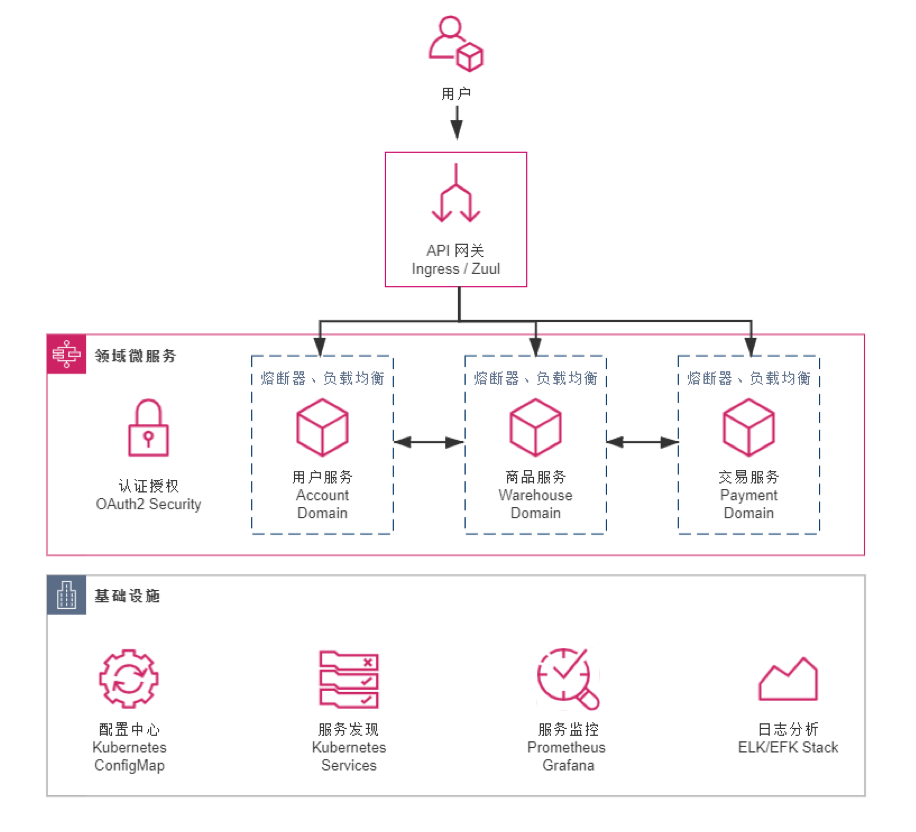 用户
API 网关
Ingress / Zuul
领域微服务
熔断器、负载均衡
熔断器、负载均衡
熔断器、负载均衡
认证授权
OAuth2 Security
用户服务
Account
Domain
商品服务
Warehouse
Domain
交易服务
Payment
Domain
基础设施
配置中心
Kubernetes
ConfigMap
服务发现
Kubernetes
Services
服务监控
Prometheus
Grafana
日志分析
ELK/EFK Stack